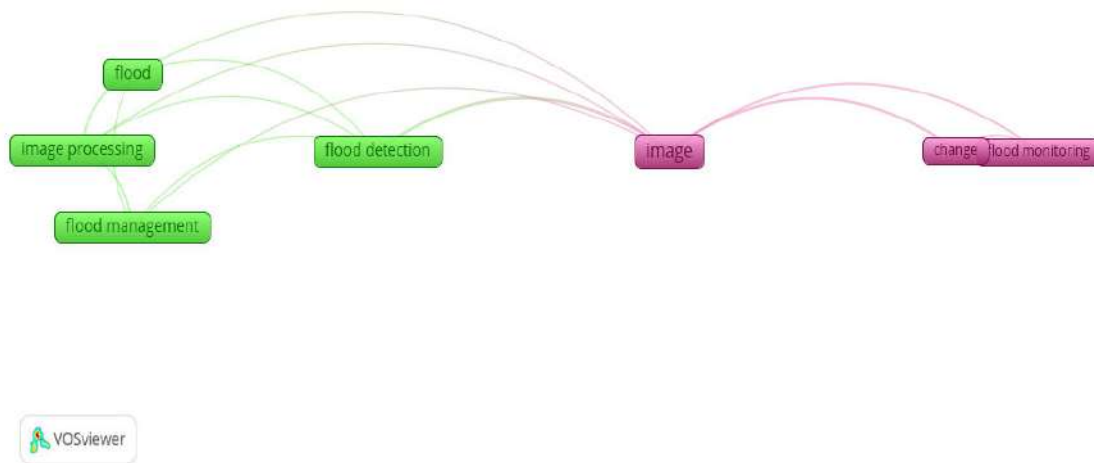 flood
image processing
flood detection
image
change
flood monitoring
flood management
VOSviewer